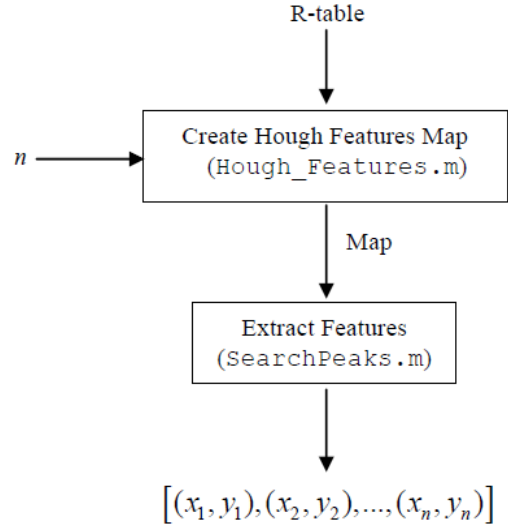 R-table
n
Create Hough Features Map
(Hough_Features.m)
Map
Extract Features
(SearchPeaks.m)
[(x₁, y₁),(x₂, y₂),...,(xₙ, yₙ)]